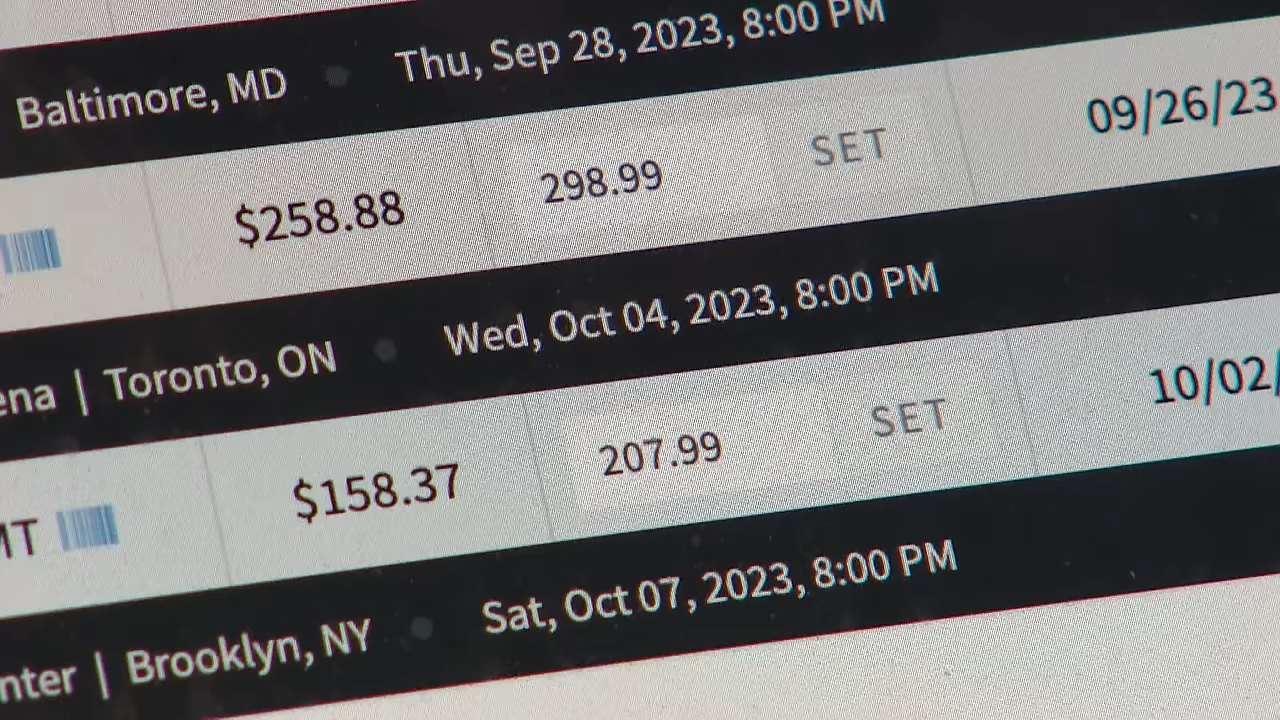 Baltimore, MD Thu, Sep 28, 2023, 8:00 PM
$258.88 298.99 SET 09/26/23
ena | Toronto, ON Wed, Oct 04, 2023, 8:00 PM
MT $158.37 207.99 SET 10/02/
nter | Brooklyn, NY Sat, Oct 07, 2023, 8:00 PM